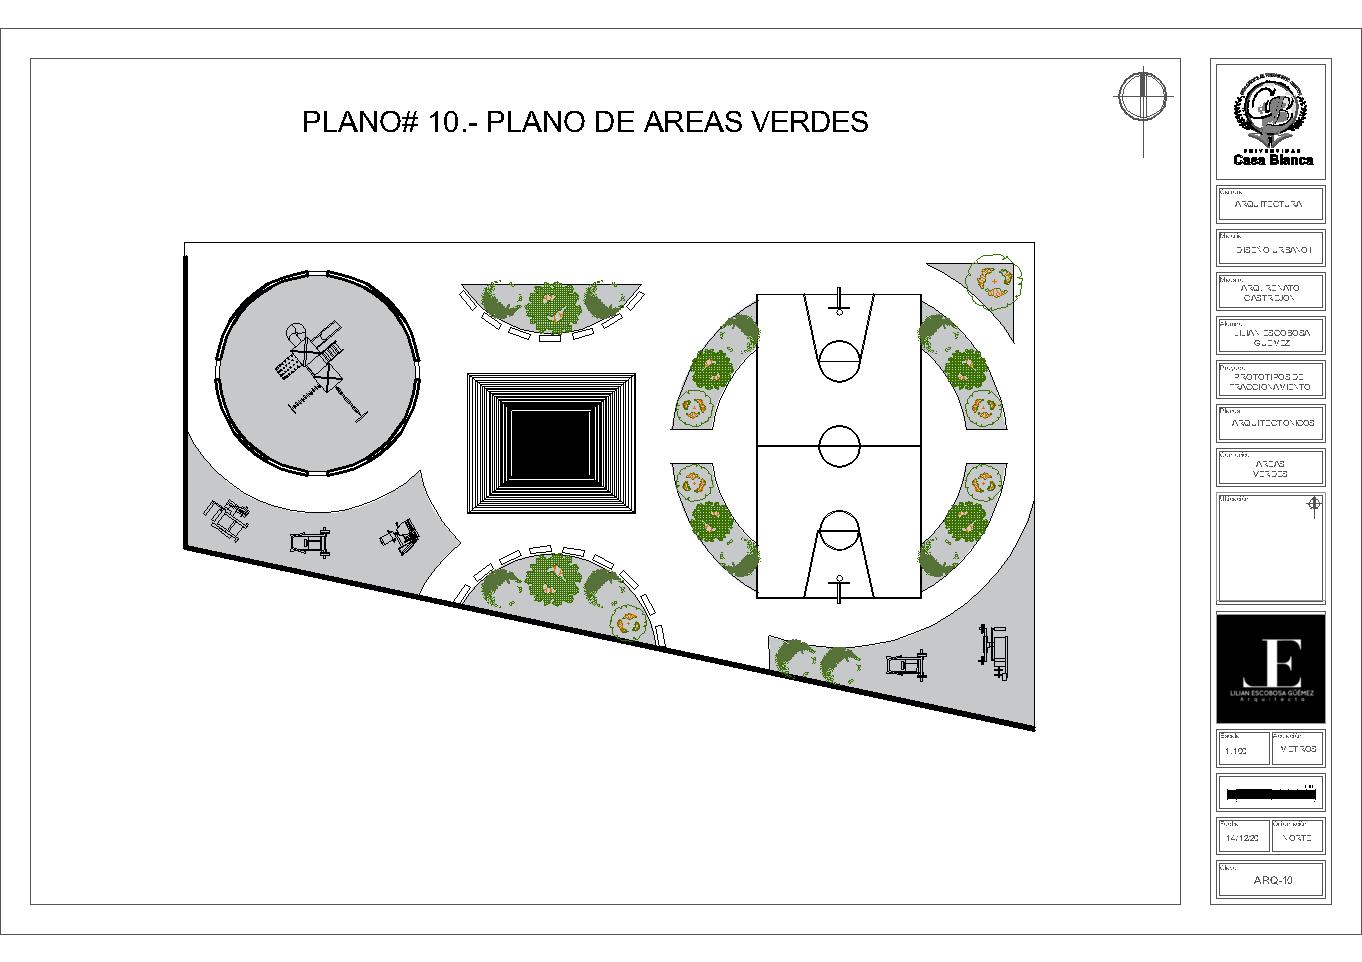 PLANO# 10.- PLANO DE AREAS VERDES
UNIVERSIDAD
Casa Blanca
Carrera:
ARQUITECTURA
Materia:
DISEÑO URBANO I
Maestro:
ARQ. RENATO
CASTREJON
Alumno:
LILIAN ESCOBOSA
GÜEMEZ
Proyecto:
PROTOTIPOS DE
FRACCIONAMIENTO
Planos:
ARQUITECTONICOS
Contenido:
AREAS
VERDES
Ubicación:
LE
LILIAN ESCOBOSA GÜÉMEZ
Arquitecta
Escala:
1:100
Acotación:
METROS
Fecha:
14/12/20
Orientación:
NORTE
Clave:
ARQ-10